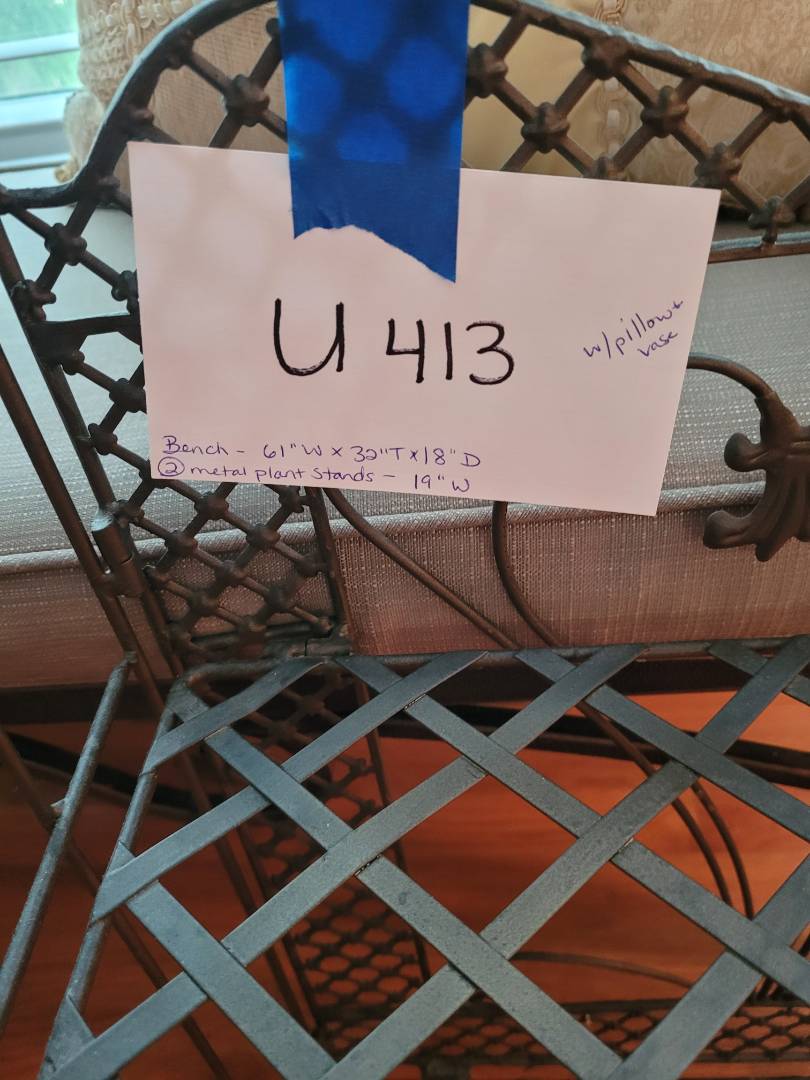 U 413
w/pillow +
vase
Bench - 61" W x 32"T x 18" D
② metal plant stands - 19" W